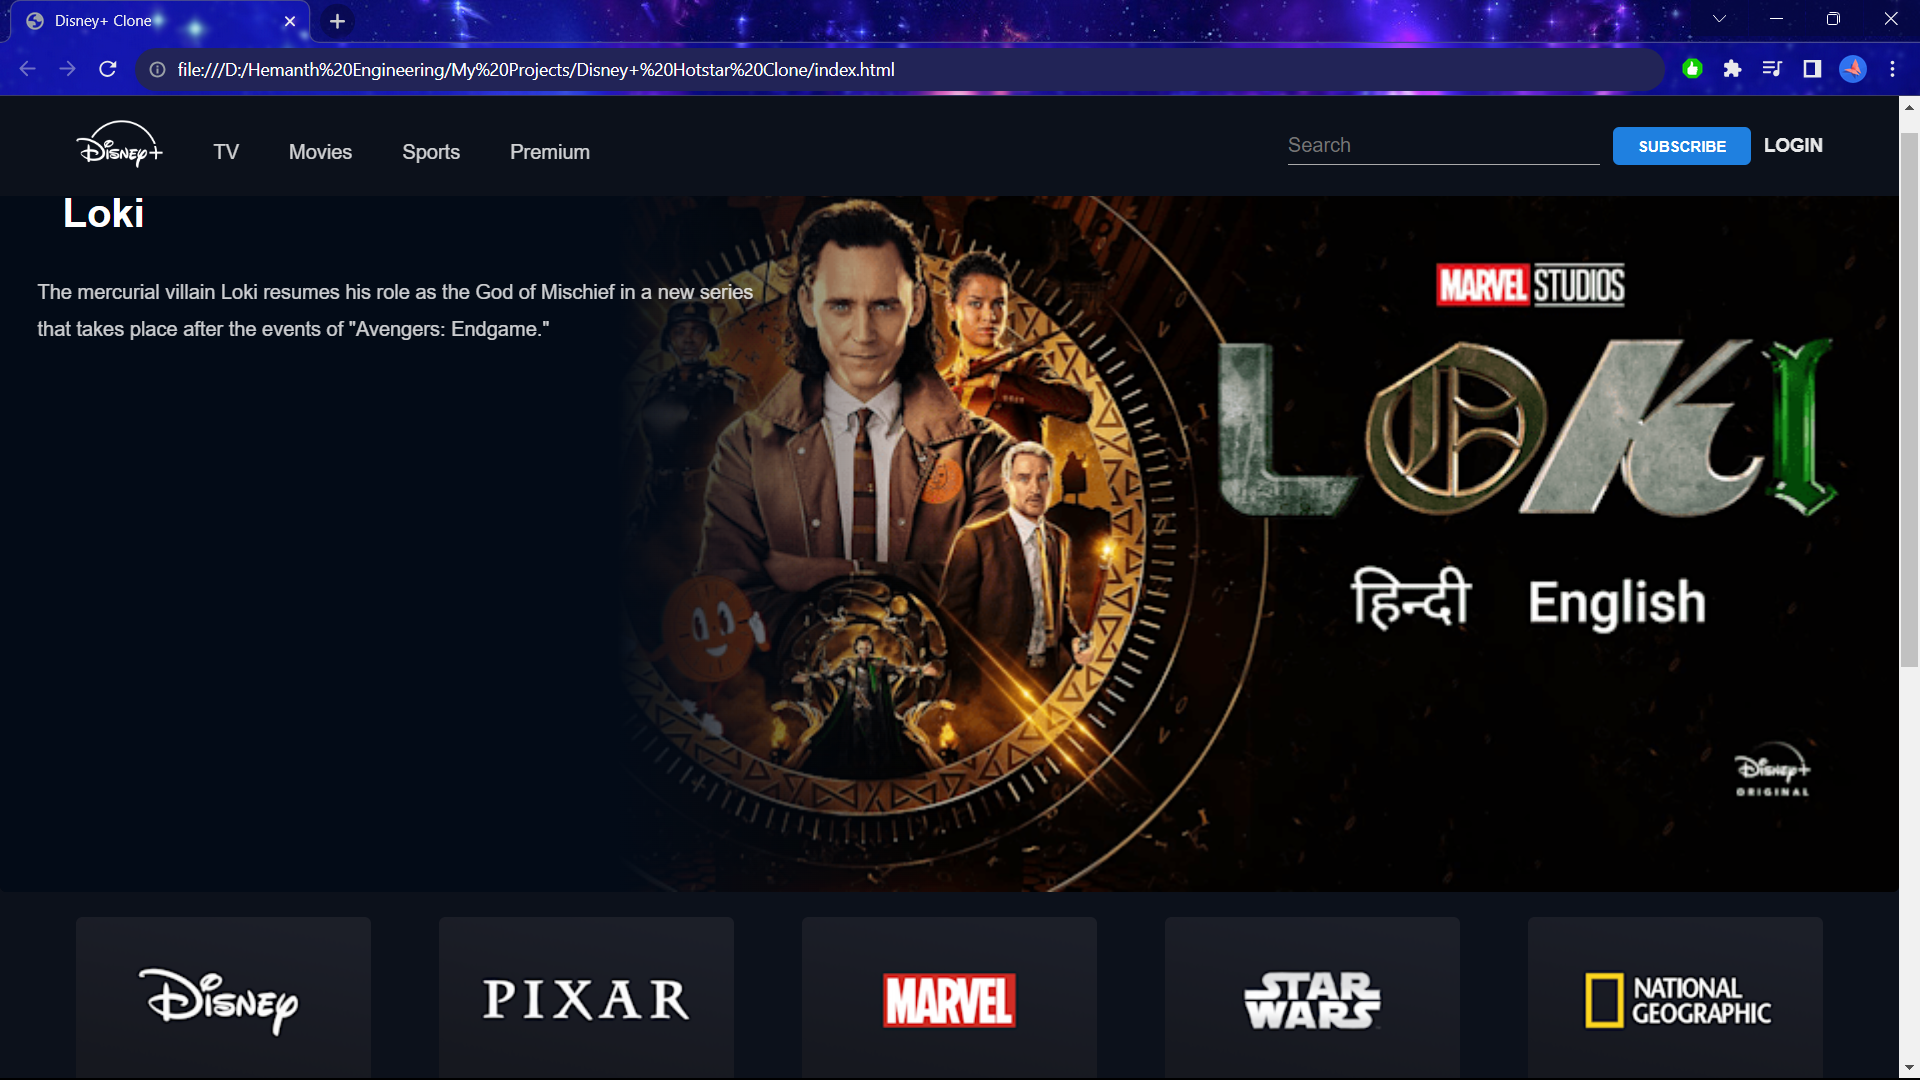 Disney+ Clone
file:///D:/Hemanth%20Engineering/My%20Projects/Disney+%20Hotstar%20Clone/index.html
Disney+ TV Movies Sports Premium Search SUBSCRIBE LOGIN
Loki
The mercurial villain Loki resumes his role as the God of Mischief in a new series
that takes place after the events of "Avengers: Endgame."
MARVEL STUDIOS
LOKI
हिन्दी English
Disney+
ORIGINAL
Disney
PIXAR
MARVEL
STAR
WARS
NATIONAL
GEOGRAPHIC